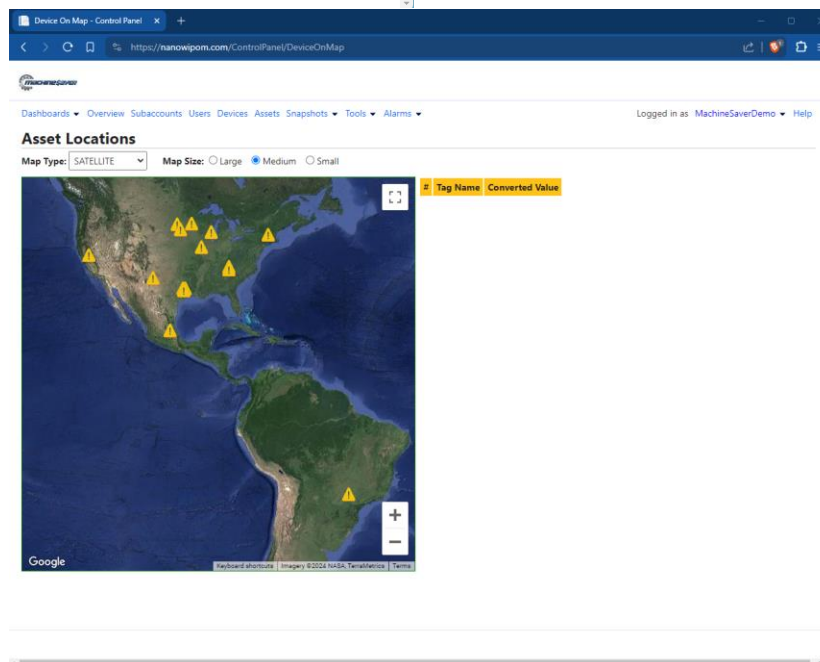 Device On Map - Control Panel
https://nanowipom.com/ControlPanel/DeviceOnMap
MachineSaver
Dashboards Overview Subaccounts Users Devices Assets Snapshots Tools Alarms Logged in as MachineSaverDemo Help
Asset Locations
Map Type: SATELLITE Map Size: Large Medium Small
# Tag Name Converted Value
Google
Keyboard shortcuts Imagery ©2024 NASA, TerraMetrics Terms